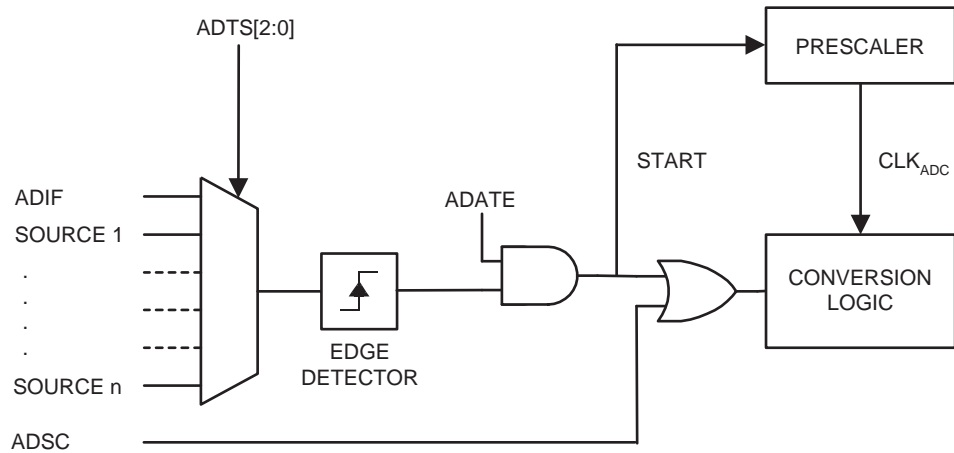 ADTS[2:0]
PRESCALER
START
CLKADC
ADIF
ADATE
SOURCE 1
.
.
.
.
CONVERSION
LOGIC
EDGE
DETECTOR
SOURCE n
ADSC